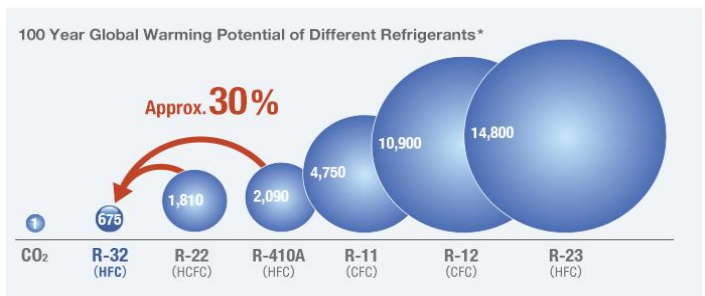 100 Year Global Warming Potential of Different Refrigerants*
Approx. 30%
1
675
1,810
2,090
4,750
10,900
14,800
CO₂
R-32
(HFC)
R-22
(HCFC)
R-410A
(HFC)
R-11
(CFC)
R-12
(CFC)
R-23
(HFC)